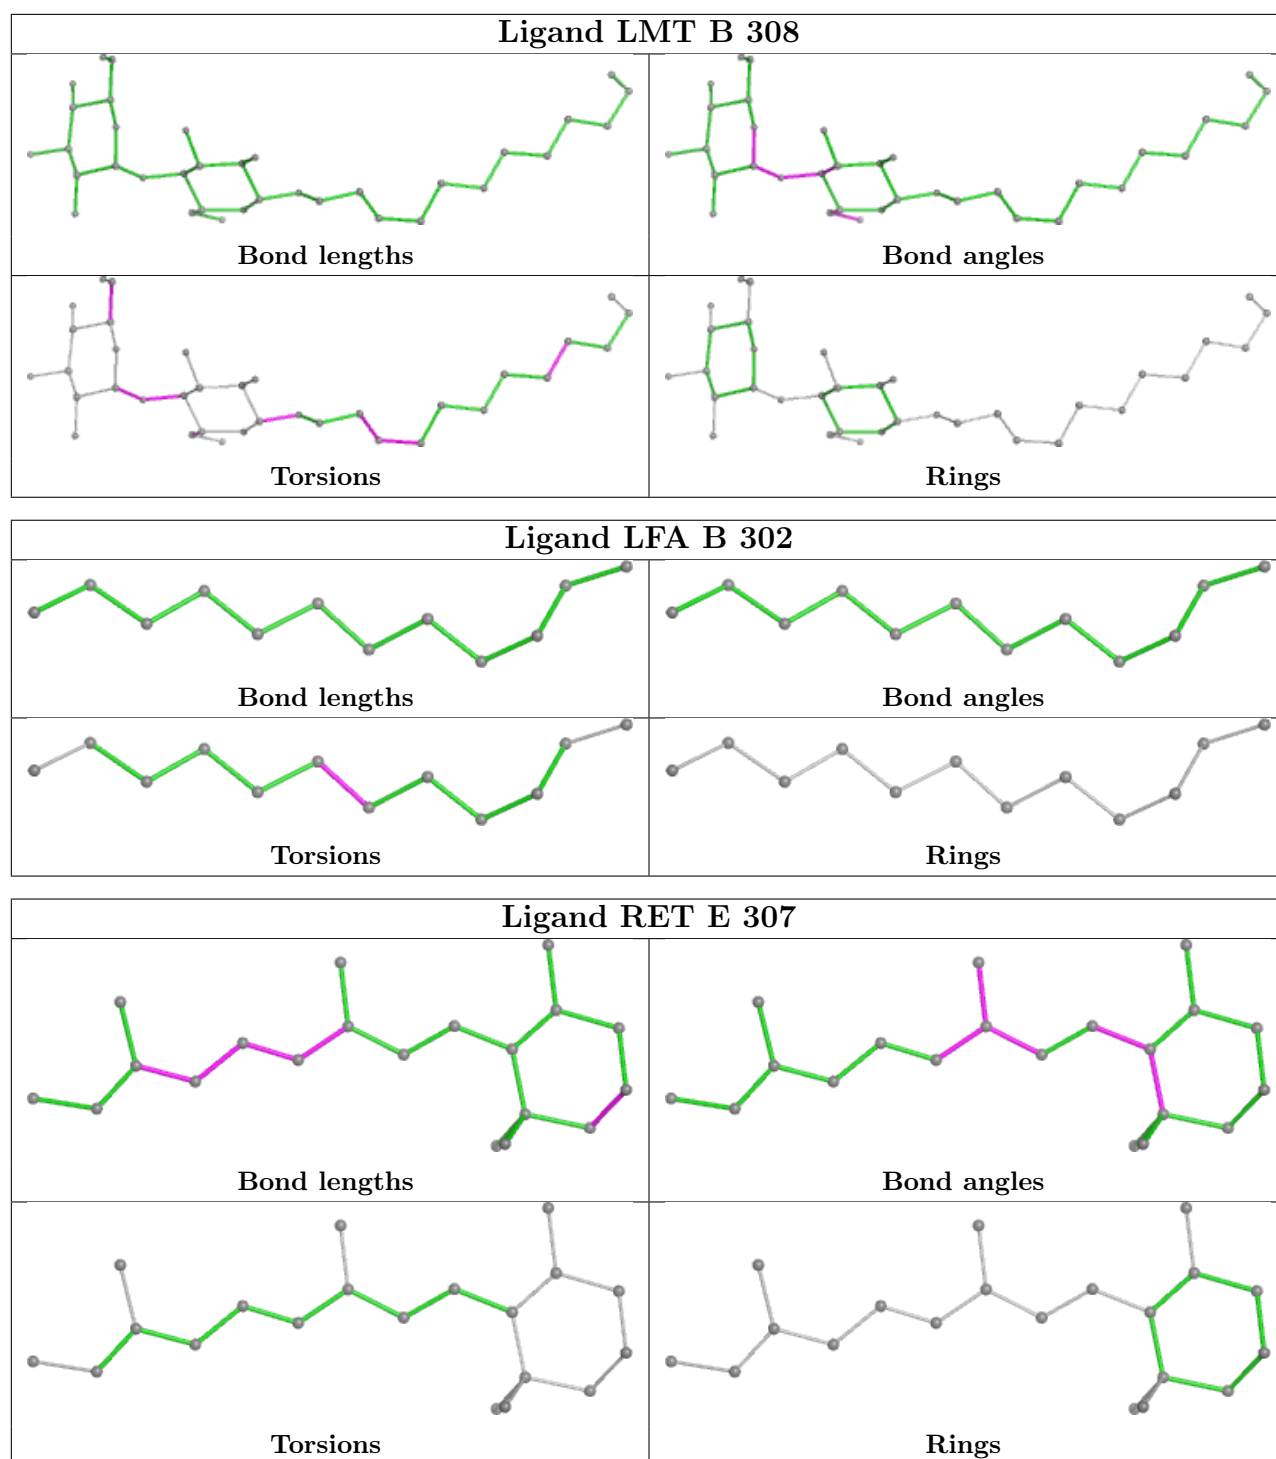 Ligand LMT B 308
Bond lengths
Bond angles
Torsions
Rings
Ligand LFA B 302
Bond lengths
Bond angles
Torsions
Rings
Ligand RET E 307
Bond lengths
Bond angles
Torsions
Rings